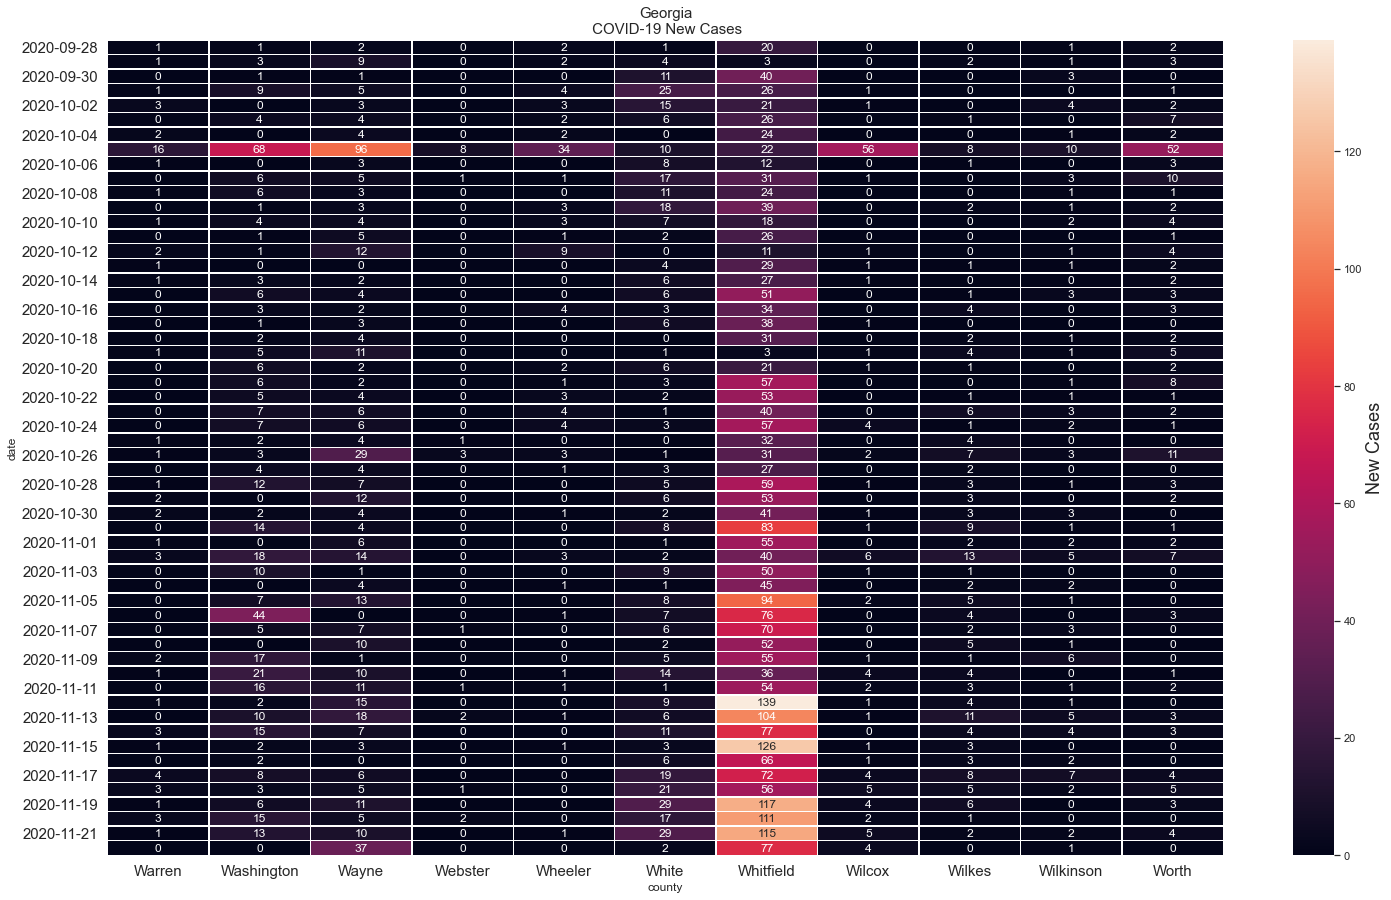 Georgia
COVID-19 New Cases
2020-09-28 1 1 2 0 2 1 20 0 0 1 2
1 3 9 0 2 4 3 0 2 1 3
2020-09-30 0 1 1 0 0 11 40 0 0 3 0
1 9 5 0 4 25 26 1 0 0 1
2020-10-02 3 0 3 0 3 15 21 1 0 4 2
0 4 4 0 2 6 26 0 1 0 7
2020-10-04 2 0 4 0 2 0 24 0 0 1 2
16 68 96 8 34 10 22 56 8 10 52
2020-10-06 1 0 3 0 0 8 12 0 1 0 3
0 6 5 1 1 17 31 1 0 3 10
2020-10-08 1 6 3 0 0 11 24 0 0 1 1
0 1 3 0 3 18 39 0 2 1 2
2020-10-10 1 4 4 0 3 7 18 0 0 2 4
0 1 5 0 1 2 26 0 0 0 1
2020-10-12 2 1 12 0 9 0 11 1 0 1 4
1 0 0 0 0 4 29 1 1 1 2
2020-10-14 1 3 2 0 0 6 27 1 0 0 2
0 6 4 0 0 6 51 0 1 3 3
2020-10-16 0 3 2 0 4 3 34 0 4 0 3
0 1 3 0 0 6 38 1 0 0 0
2020-10-18 0 2 4 0 0 0 31 0 2 1 2
1 5 11 0 0 1 3 1 4 1 5
2020-10-20 0 6 2 0 2 6 21 1 1 0 2
0 6 2 0 1 3 57 0 0 1 8
2020-10-22 0 5 4 0 3 2 53 0 1 1 1
0 7 6 0 4 1 40 0 6 3 2
2020-10-24 0 7 6 0 4 3 57 4 1 2 1
1 2 4 1 0 0 32 0 4 0 0
2020-10-26 1 3 29 3 3 1 31 2 7 3 11
0 4 4 0 1 3 27 0 2 0 0
2020-10-28 1 12 7 0 0 5 59 1 3 1 3
2 0 12 0 0 6 53 0 3 0 2
2020-10-30 2 2 4 0 1 2 41 1 3 3 0
0 14 4 0 0 8 83 1 9 1 1
2020-11-01 1 0 6 0 0 1 55 0 2 2 2
3 18 14 0 3 2 40 6 13 5 7
2020-11-03 0 10 1 0 0 9 50 1 1 0 0
0 0 4 0 1 1 45 0 2 2 0
2020-11-05 0 7 13 0 0 8 94 2 5 1 0
0 44 0 0 1 7 76 0 4 0 3
2020-11-07 0 5 7 1 0 6 70 0 2 3 0
0 0 10 0 0 2 52 0 5 1 0
2020-11-09 2 17 1 0 0 5 55 1 1 6 0
1 21 10 0 1 14 36 4 4 0 1
2020-11-11 0 16 11 1 1 1 54 2 3 1 2
1 2 15 0 0 9 139 1 4 1 0
2020-11-13 0 10 18 2 1 6 104 1 11 5 3
3 15 7 0 0 11 77 0 4 4 3
2020-11-15 1 2 3 0 1 3 126 1 3 0 0
0 2 0 0 0 6 66 1 3 2 0
2020-11-17 4 8 6 0 0 19 72 4 8 7 4
3 3 5 1 0 21 56 5 5 2 5
2020-11-19 1 6 11 0 0 29 117 4 6 0 3
3 15 5 2 0 17 111 2 1 0 0
2020-11-21 1 13 10 0 1 29 115 5 2 2 4
0 0 37 0 0 2 77 4 0 1 0
Warren Washington Wayne Webster Wheeler White Whitfield Wilcox Wilkes Wilkinson Worth
county
date
120
100
80
60
40
20
0
New Cases